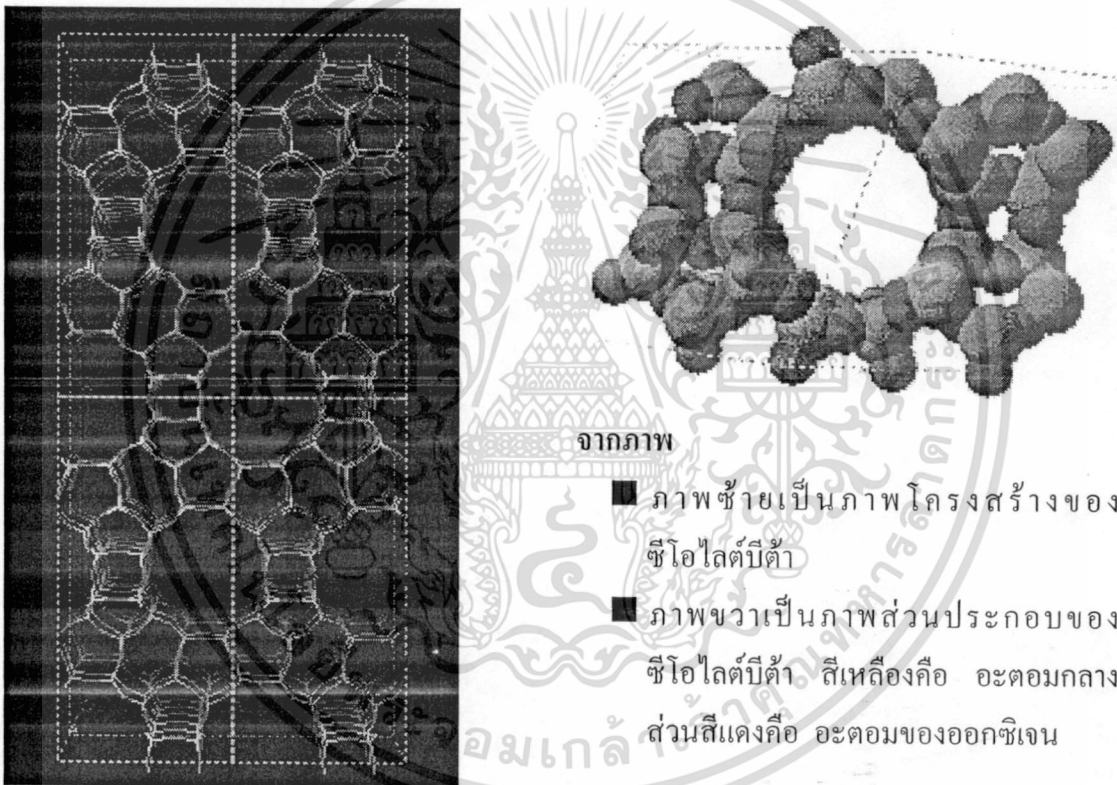 จากภาพ
ภาพซ้ายเป็นภาพโครงสร้างของ
ซีโอไลต์บีต้า
ภาพขวาเป็นภาพส่วนประกอบของ
ซีโอไลต์บีต้า สีเหลืองคือ อะตอมกลาง
ส่วนสีแดงคือ อะตอมของออกซิเจน